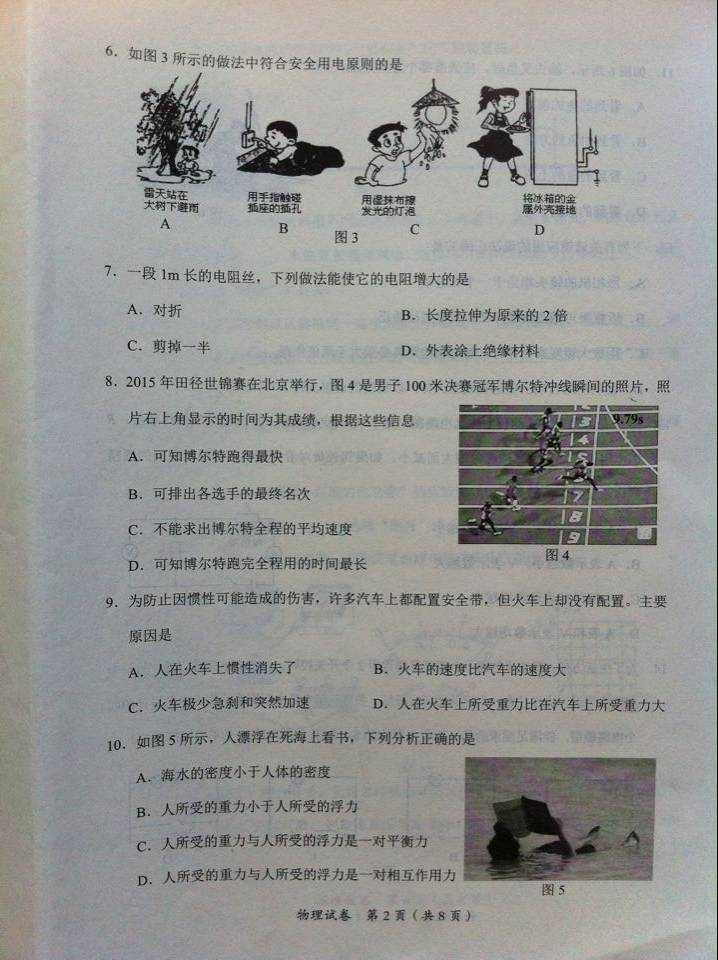 6．如图 3 所示的做法中符合安全用电原则的是
雷天站在
大树下避雨
用手指触碰
插座的插孔
用湿抹布擦
发光的灯泡
将冰箱的金
属外壳接地
A
B
C
D
图 3
7．一段 1m 长的电阻丝，下列做法能使它的电阻增大的是
A．对折
B．长度拉伸为原来的 2 倍
C．剪掉一半
D．外表涂上绝缘材料
8．2015 年田径世锦赛在北京举行，图 4 是男子 100 米决赛冠军博尔特冲线瞬间的照片，照
片右上角显示的时间为其成绩，根据这些信息
9.79s
3
4
5
7
8
9
A．可知博尔特跑得最快
B．可排出各选手的最终名次
C．不能求出博尔特全程的平均速度
D．可知博尔特跑完全程用的时间最长
图 4
9．为防止因惯性可能造成的伤害，许多汽车上都配置安全带，但火车上却没有配置。主要
原因是
A．人在火车上惯性消失了
B．火车的速度比汽车的速度大
C．火车极少急刹和突然加速
D．人在火车上所受重力比在汽车上所受重力大
10．如图 5 所示，人漂浮在死海上看书，下列分析正确的是
A．海水的密度小于人体的密度
B．人所受的重力小于人所受的浮力
C．人所受的重力与人所受的浮力是一对平衡力
D．人所受的重力与人所受的浮力是一对相互作用力
图 5
物理试卷 第 2 页（共 8 页）